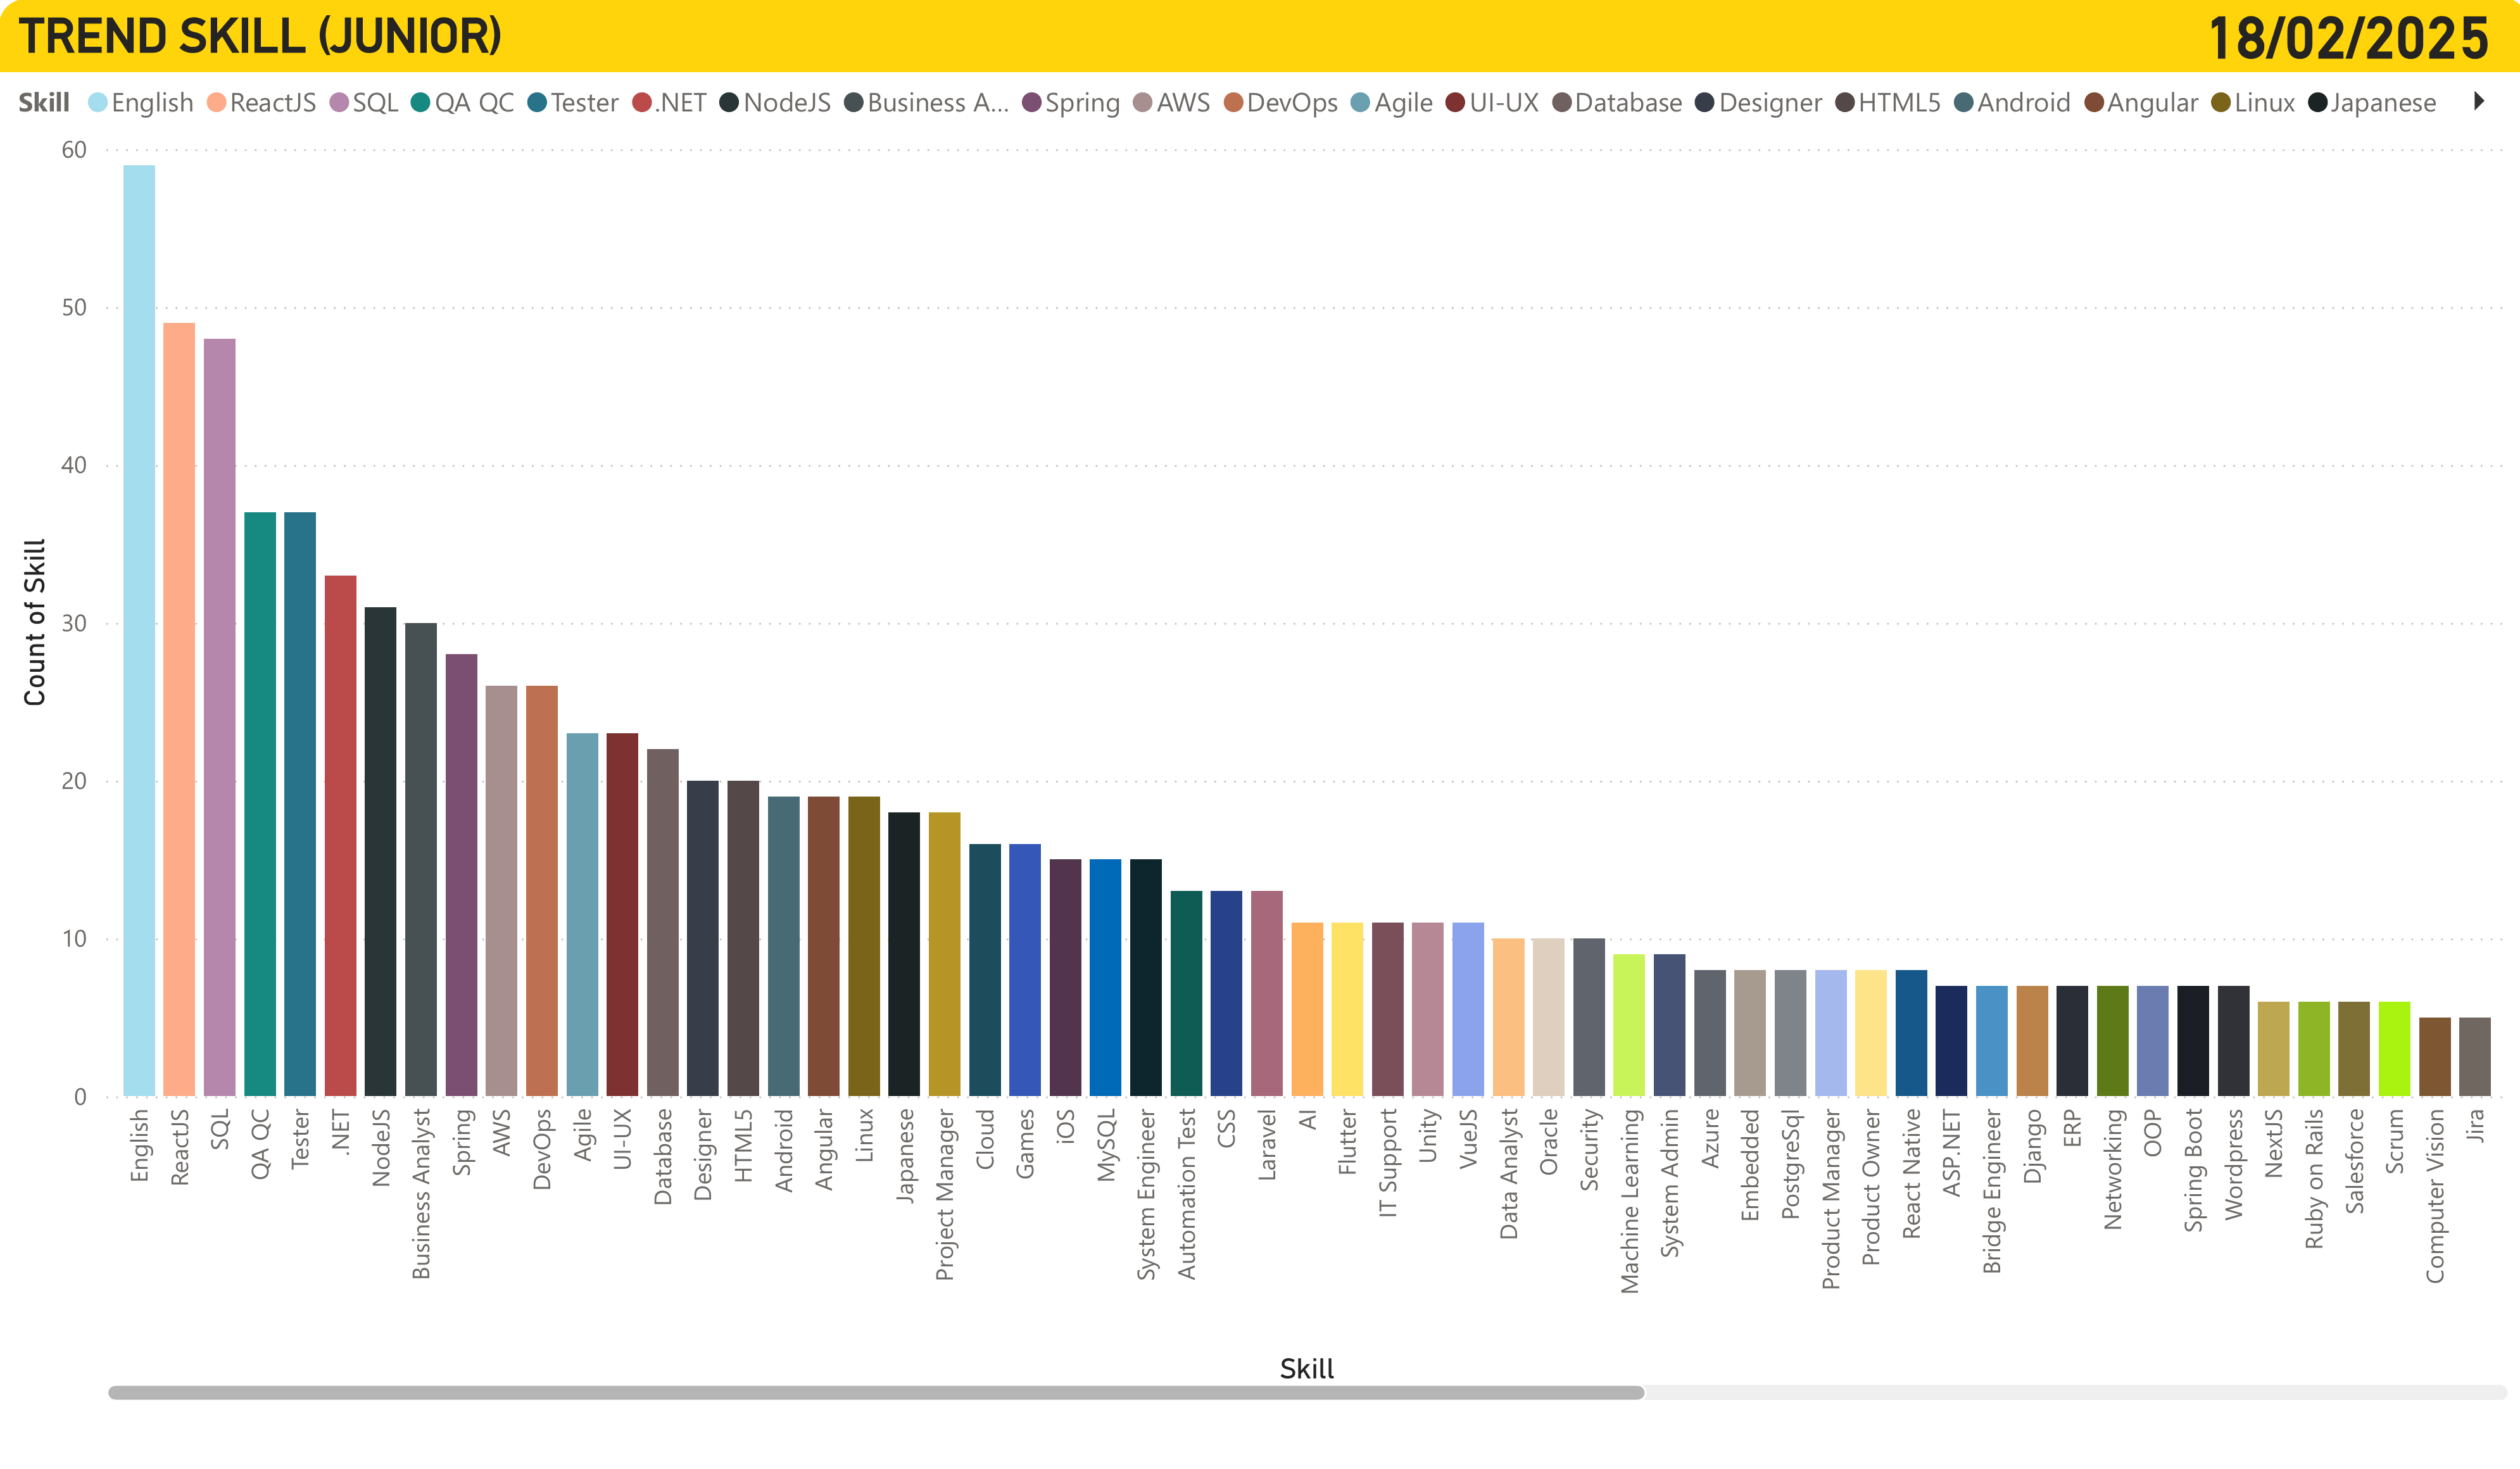 TREND SKILL (JUNIOR)
18/02/2025
Skill English ReactJS SQL QA QC Tester .NET NodeJS Business A... Spring AWS DevOps Agile UI-UX Database Designer HTML5 Android Angular Linux Japanese
Count of Skill
60
50
40
30
20
10
0
English
ReactJS
SQL
QA QC
Tester
.NET
NodeJS
Business Analyst
Spring
AWS
DevOps
Agile
UI-UX
Database
Designer
HTML5
Android
Angular
Linux
Japanese
Project Manager
Cloud
Games
iOS
MySQL
System Engineer
Automation Test
CSS
Laravel
AI
Flutter
IT Support
Unity
VueJS
Data Analyst
Oracle
Security
Machine Learning
System Admin
Azure
Embedded
PostgreSql
Product Manager
Product Owner
React Native
ASP.NET
Bridge Engineer
Django
ERP
Networking
OOP
Spring Boot
Wordpress
NextJS
Ruby on Rails
Salesforce
Scrum
Computer Vision
Jira
Skill